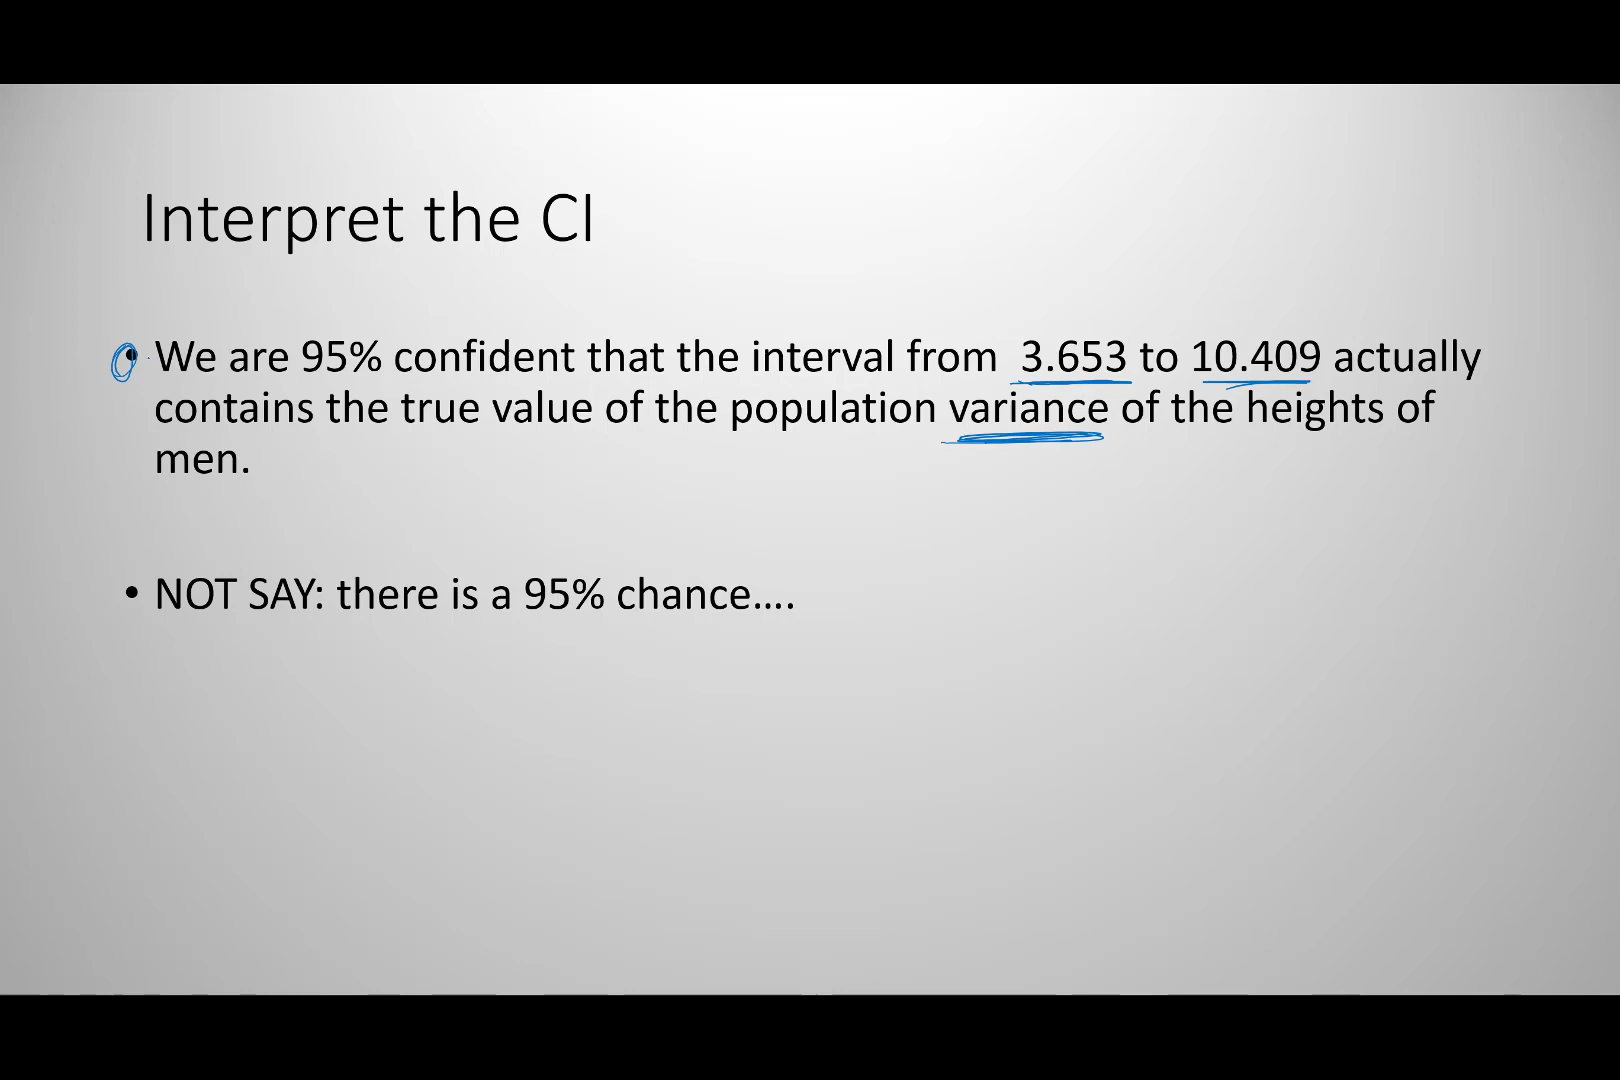 Interpret the CI
• We are 95% confident that the interval from 3.653 to 10.409 actually
contains the true value of the population variance of the heights of
men.
• NOT SAY: there is a 95% chance....